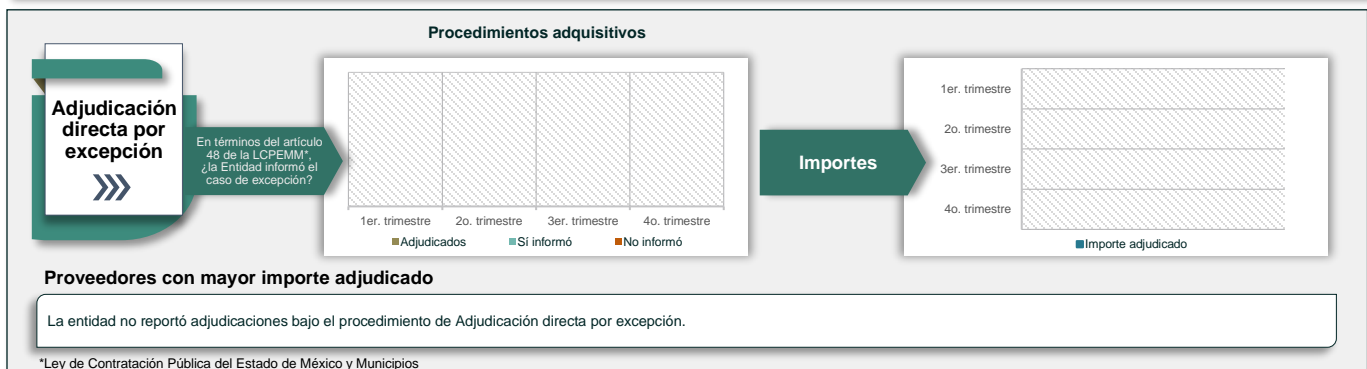 Procedimientos adquisitivos
Adjudicación
directa por
excepción
En términos del artículo
48 de la LCPEMM*,
¿la Entidad informó el
caso de excepción?
1er. trimestre 2o. trimestre 3er. trimestre 4o. trimestre
Adjudicados Sí informó No informó
Importes
1er. trimestre
2o. trimestre
3er. trimestre
4o. trimestre
Importe adjudicado
Proveedores con mayor importe adjudicado
La entidad no reportó adjudicaciones bajo el procedimiento de Adjudicación directa por excepción.
*Ley de Contratación Pública del Estado de México y Municipios